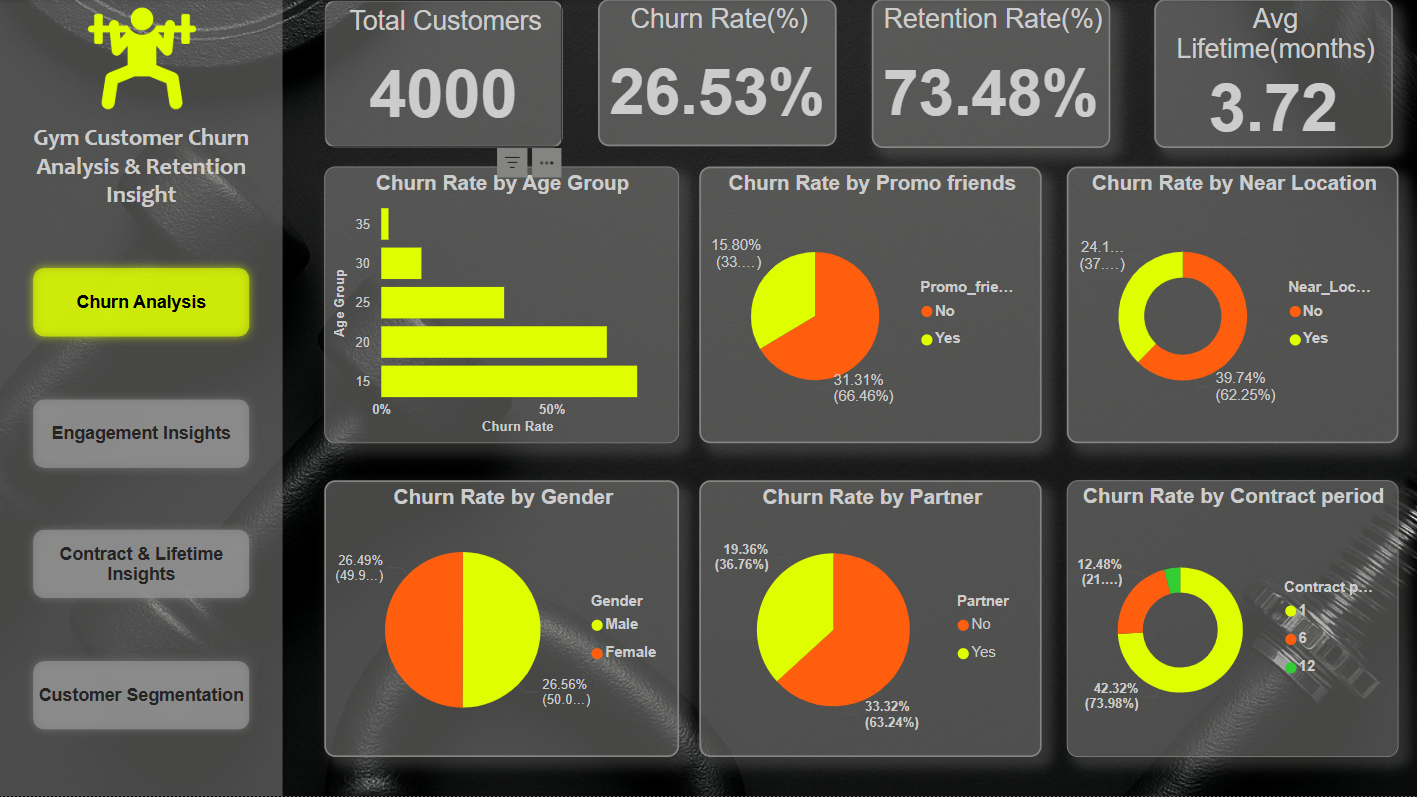 Gym Customer Churn
Analysis & Retention
Insight
Churn Analysis
Engagement Insights
Contract & Lifetime
Insights
Customer Segmentation
Total Customers
4000
Churn Rate(%)
26.53%
Retention Rate(%)
73.48%
Avg
Lifetime(months)
3.72
Churn Rate by Age Group
Age Group
35
30
25
20
15
0%
50%
Churn Rate
Churn Rate by Promo friends
15.80%
(33....)
31.31%
(66.46%)
Promo_frie...
No
Yes
Churn Rate by Near Location
24.1...
(37....)
39.74%
(62.25%)
Near_Loc...
No
Yes
Churn Rate by Gender
26.49%
(49.9...)
26.56%
(50.0...)
Gender
Male
Female
Churn Rate by Partner
19.36%
(36.76%)
33.32%
(63.24%)
Partner
No
Yes
Churn Rate by Contract period
12.48%
(21....)
42.32%
(73.98%)
Contract p...
1
6
12